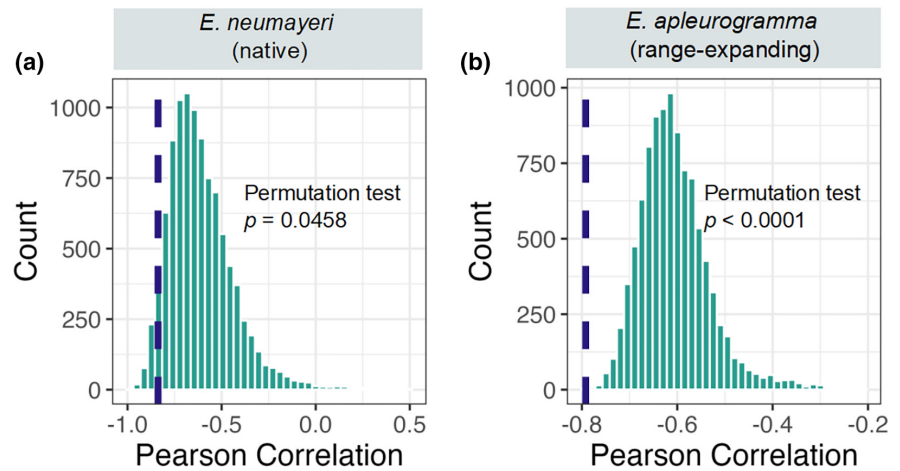 E. neumayeri
(native)
(a)
1000
750
500
250
0
Count
Permutation test
p = 0.0458
-1.0 -0.5 0.0 0.5
Pearson Correlation
E. apleurogramma
(range-expanding)
(b)
1000
750
500
250
0
Count
Permutation test
p < 0.0001
-0.8 -0.6 -0.4 -0.2
Pearson Correlation